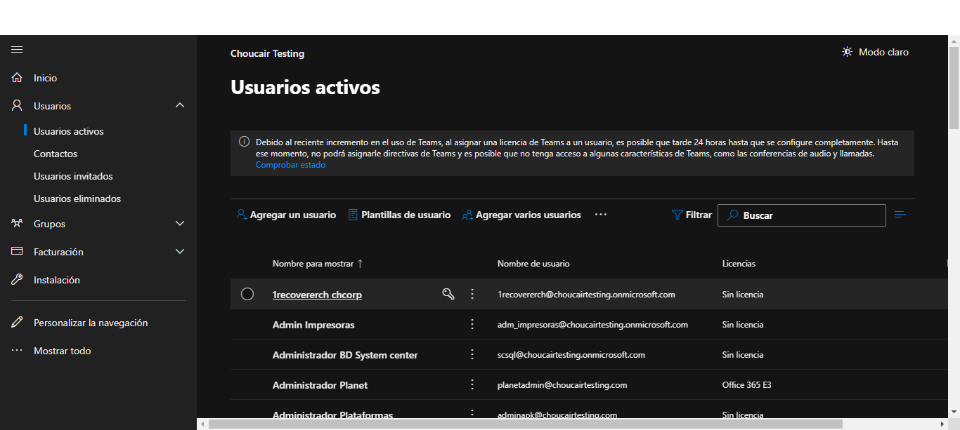 Choucair Testing
Modo claro
Inicio
Usuarios
Usuarios activos
Contactos
Usuarios invitados
Usuarios eliminados
Grupos
Facturación
Instalación
Personalizar la navegación
Mostrar todo
Usuarios activos
Debido al reciente incremento en el uso de Teams, al asignar una licencia de Teams a un usuario, es posible que tarde 24 horas hasta que se configure completamente. Hasta
ese momento, no podrá asignarle directivas de Teams y es posible que no tenga acceso a algunas características de Teams, como las conferencias de audio y llamadas.
Comprobar estado
Agregar un usuario Plantillas de usuario Agregar varios usuarios Filtrar Buscar
Nombre para mostrar ↑ Nombre de usuario Licencias
1recovererch chcorp 1recovererch@choucairtesting.onmicrosoft.com Sin licencia
Admin Impresoras adm_impresoras@choucairtesting.onmicrosoft.com Sin licencia
Administrador BD System center scsql@choucairtesting.onmicrosoft.com Sin licencia
Administrador Planet planetadmin@choucairtesting.com Office 365 E3
Administrador Plataformas adminapk@choucairtesting.com Sin licencia